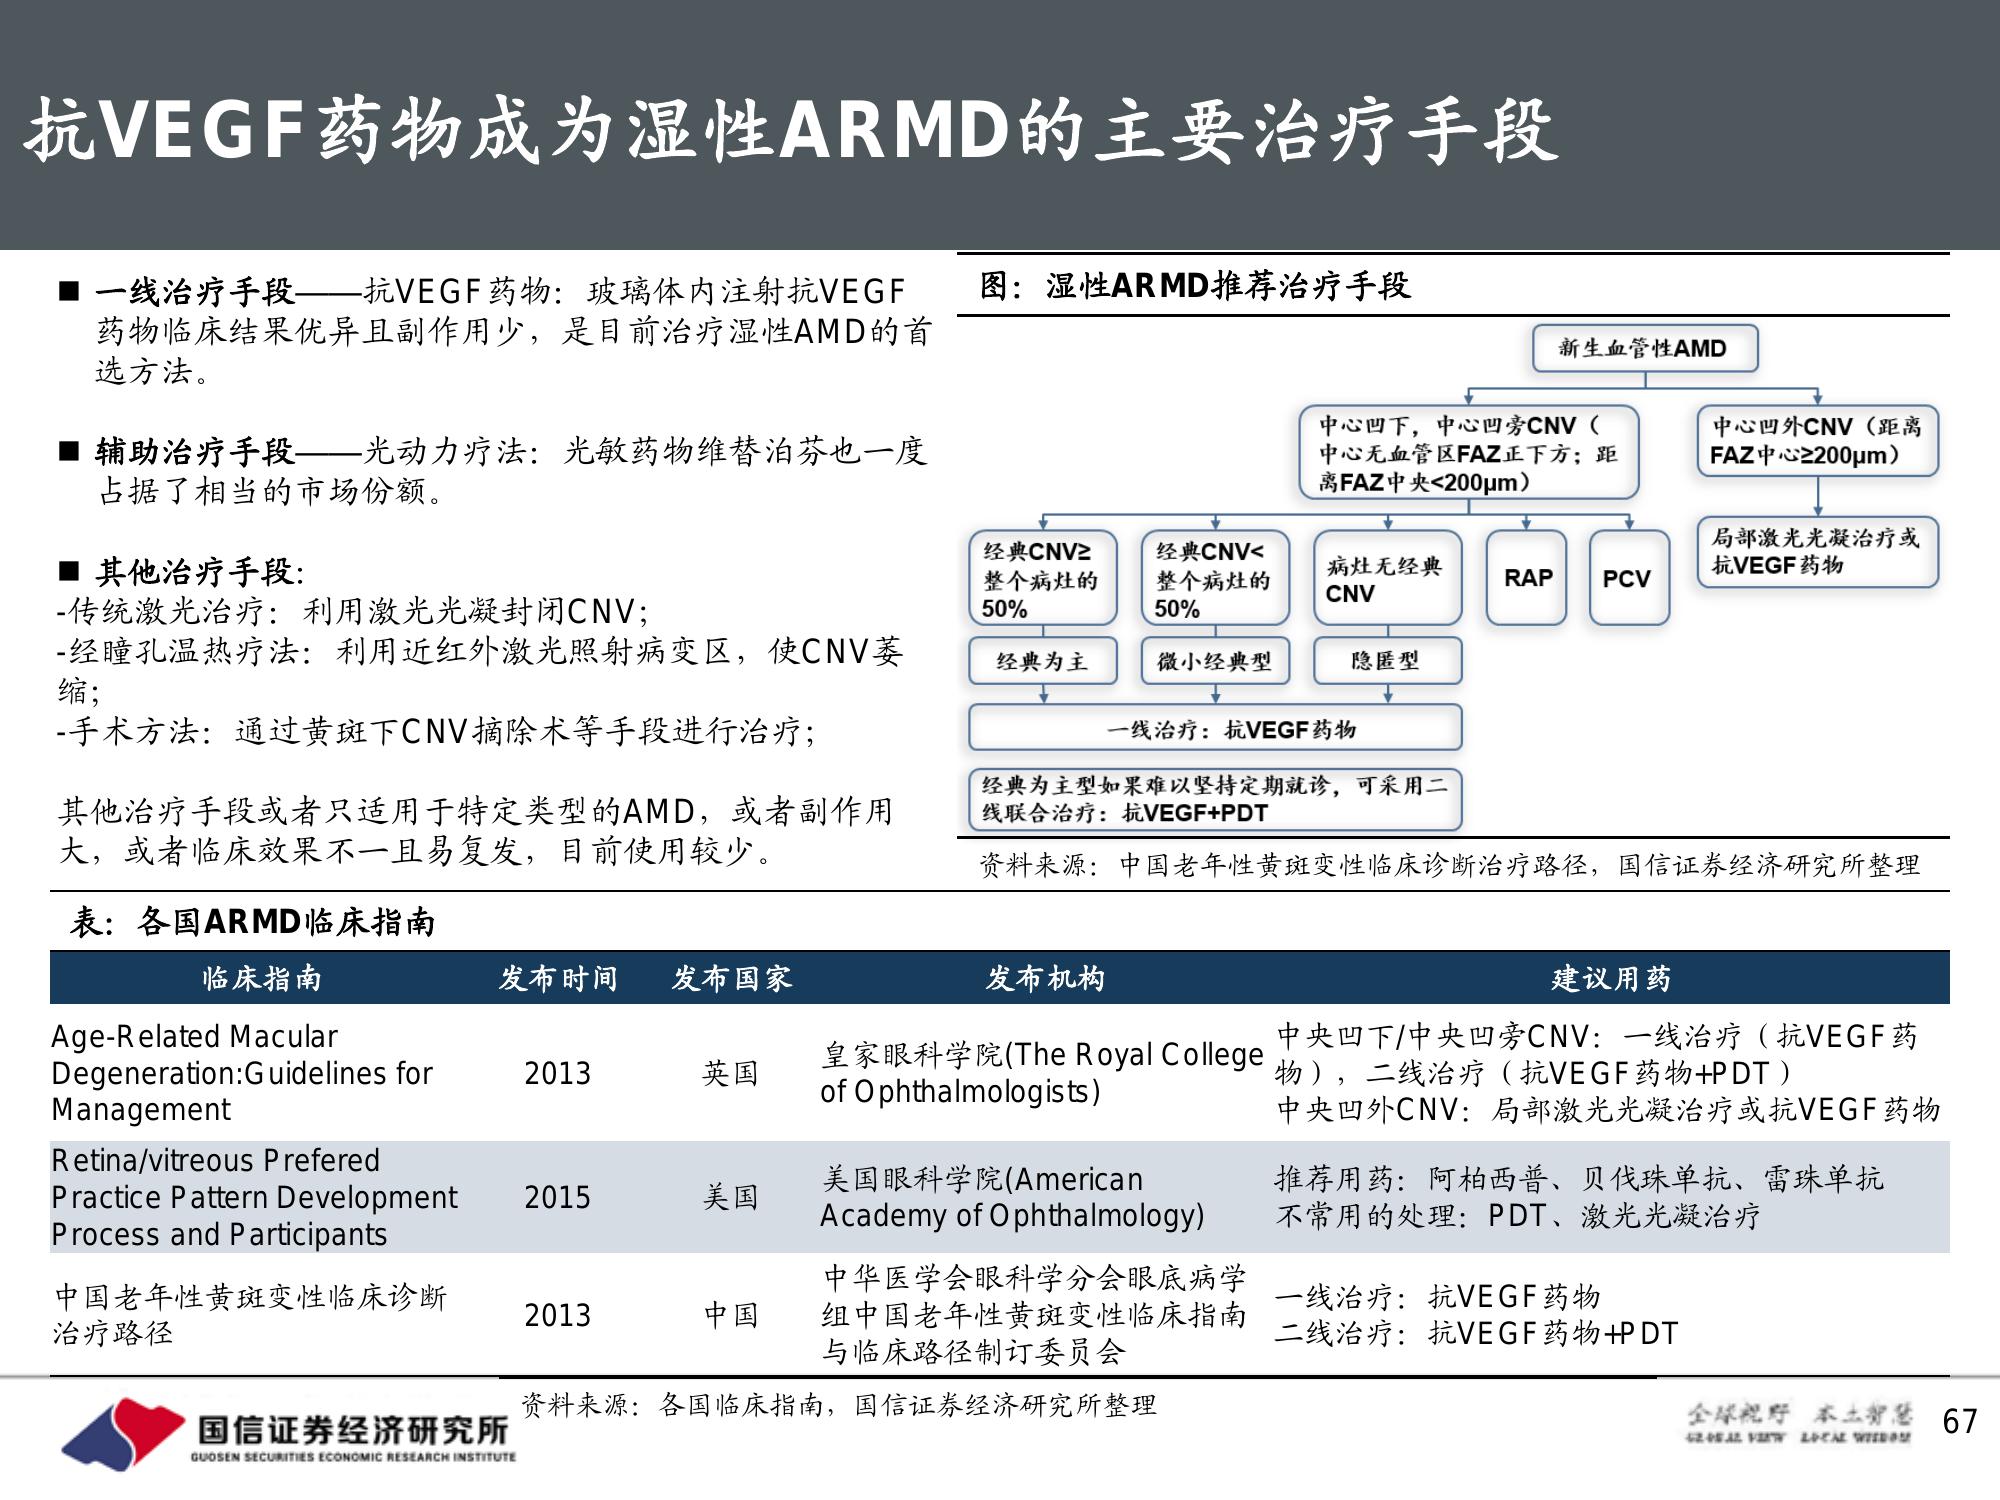 抗VEGF药物成为湿性ARMD的主要治疗手段
■ 一线治疗手段——抗VEGF药物：玻璃体内注射抗VEGF
药物临床结果优异且副作用少，是目前治疗湿性AMD的首
选方法。
■ 辅助治疗手段——光动力疗法：光敏药物维替泊芬也一度
占据了相当的市场份额。
■ 其他治疗手段：
-传统激光治疗：利用激光光凝封闭CNV；
-经瞳孔温热疗法：利用近红外激光照射病变区，使CNV萎
缩；
-手术方法：通过黄斑下CNV摘除术等手段进行治疗；
其他治疗手段或者只适用于特定类型的AMD，或者副作用
大，或者临床效果不一且易复发，目前使用较少。
图：湿性ARMD推荐治疗手段
新生血管性AMD
中心凹下，中心凹旁CNV（
中心无血管区FAZ正下方；距
离FAZ中央<200μm）
中心凹外CNV（距离
FAZ中心≥200μm）
局部激光光凝治疗或
抗VEGF药物
经典CNV≥
整个病灶的
50%
经典CNV<
整个病灶的
50%
病灶无经典
CNV
RAP
PCV
经典为主
微小经典型
隐匿型
一线治疗：抗VEGF药物
经典为主型如果难以坚持定期就诊，可采用二
线联合治疗：抗VEGF+PDT
资料来源：中国老年性黄斑变性临床诊断治疗路径，国信证券经济研究所整理
表：各国ARMD临床指南
临床指南 发布时间 发布国家 发布机构 建议用药
Age-Related Macular
Degeneration:Guidelines for
Management
2013
英国
皇家眼科学院(The Royal College
of Ophthalmologists)
中央凹下/中央凹旁CNV：一线治疗（抗VEGF药
物），二线治疗（抗VEGF药物+PDT）
中央凹外CNV：局部激光光凝治疗或抗VEGF药物
Retina/vitreous Prefered
Practice Pattern Development
Process and Participants
2015
美国
美国眼科学院(American
Academy of Ophthalmology)
推荐用药：阿柏西普、贝伐珠单抗、雷珠单抗
不常用的处理：PDT、激光光凝治疗
中国老年性黄斑变性临床诊断
治疗路径
2013
中国
中华医学会眼科学分会眼底病学
组中国老年性黄斑变性临床指南
与临床路径制订委员会
一线治疗：抗VEGF药物
二线治疗：抗VEGF药物+PDT
资料来源：各国临床指南，国信证券经济研究所整理
国信证券经济研究所
GUOSEN SECURITIES ECONOMIC RESEARCH INSTITUTE
全球视野 本土智慧
GLOBAL VIEW LOCAL WISDOM
67